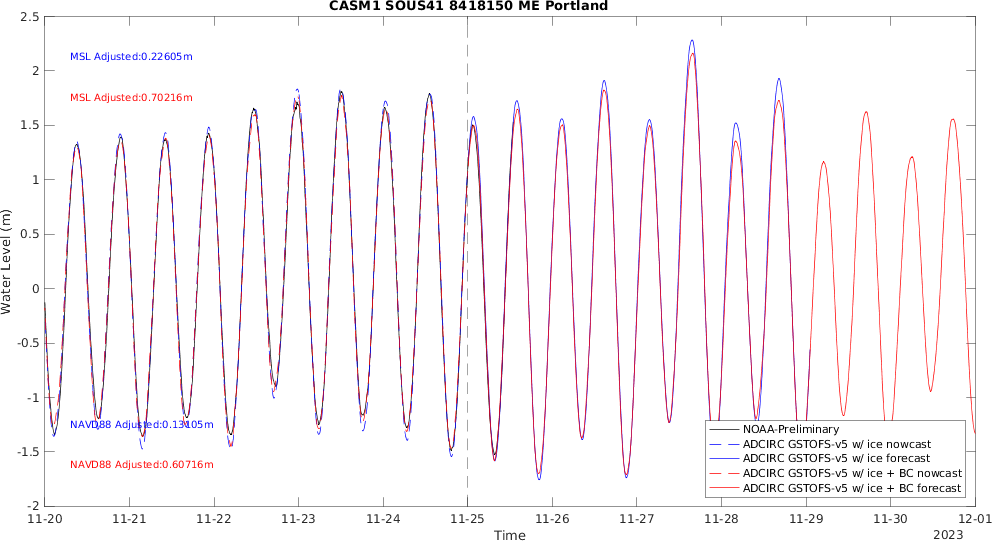 CASM1 SOUS41 8418150 ME Portland
2.5
2
1.5
1
0.5
0
-0.5
-1
-1.5
-2
Water Level (m)
MSL Adjusted:0.22605m
MSL Adjusted:0.70216m
NAVD88 Adjusted:0.13105m
NAVD88 Adjusted:0.60716m
NOAA-Preliminary
ADCIRC GSTOFS-v5 w/ ice nowcast
ADCIRC GSTOFS-v5 w/ ice forecast
ADCIRC GSTOFS-v5 w/ ice + BC nowcast
ADCIRC GSTOFS-v5 w/ ice + BC forecast
11-20 11-21 11-22 11-23 11-24 11-25 11-26 11-27 11-28 11-29 11-30 12-01
Time
2023